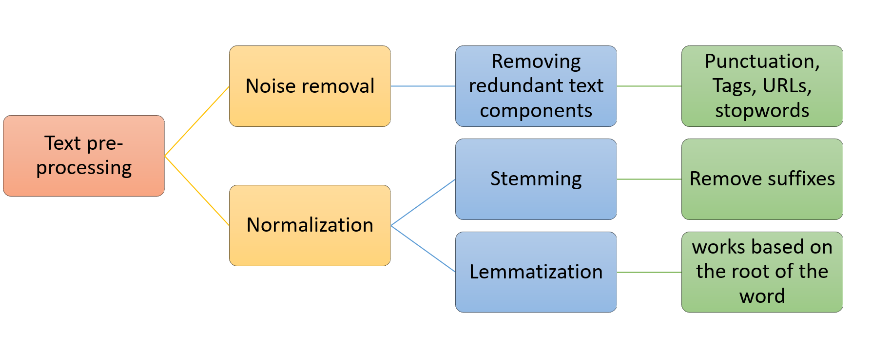 Text pre-
processing
Noise removal
Removing
redundant text
components
Punctuation,
Tags, URLs,
stopwords
Normalization
Stemming
Remove suffixes
Lemmatization
works based on
the root of the
word